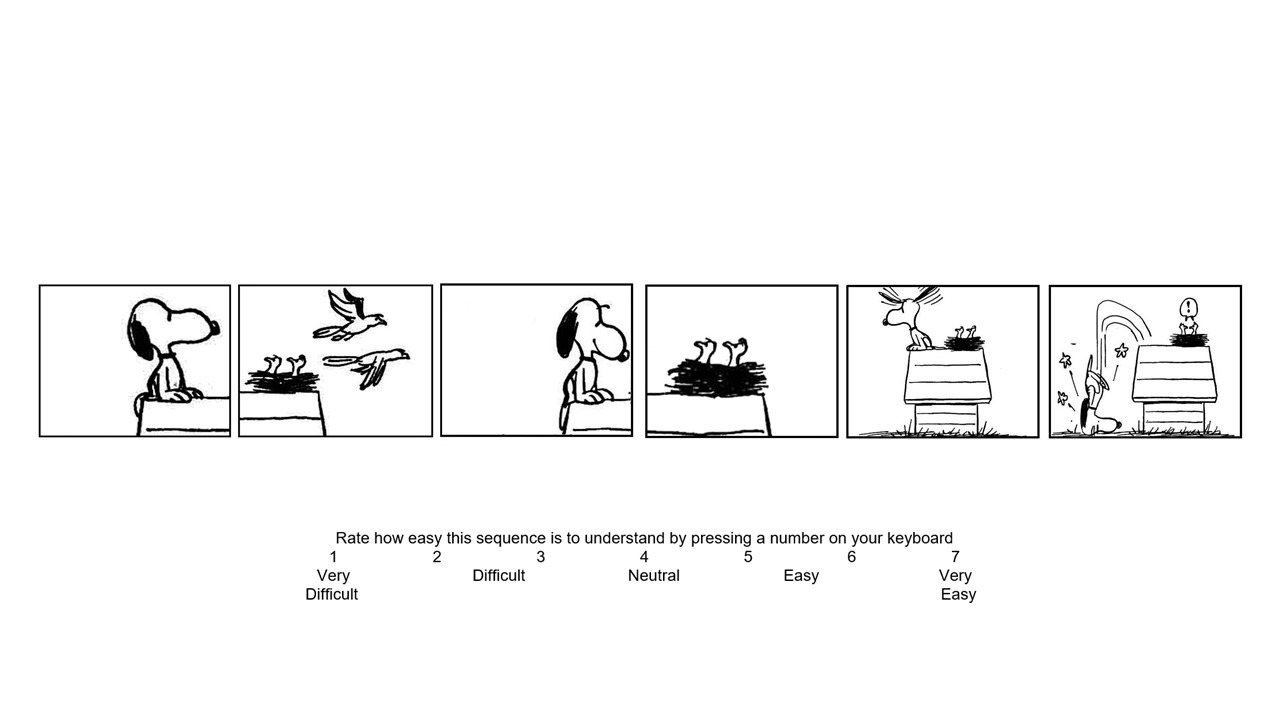 !
Rate how easy this sequence is to understand by pressing a number on your keyboard
1 2 3 4 5 6 7
Very Difficult Neutral Easy Very
Difficult Easy